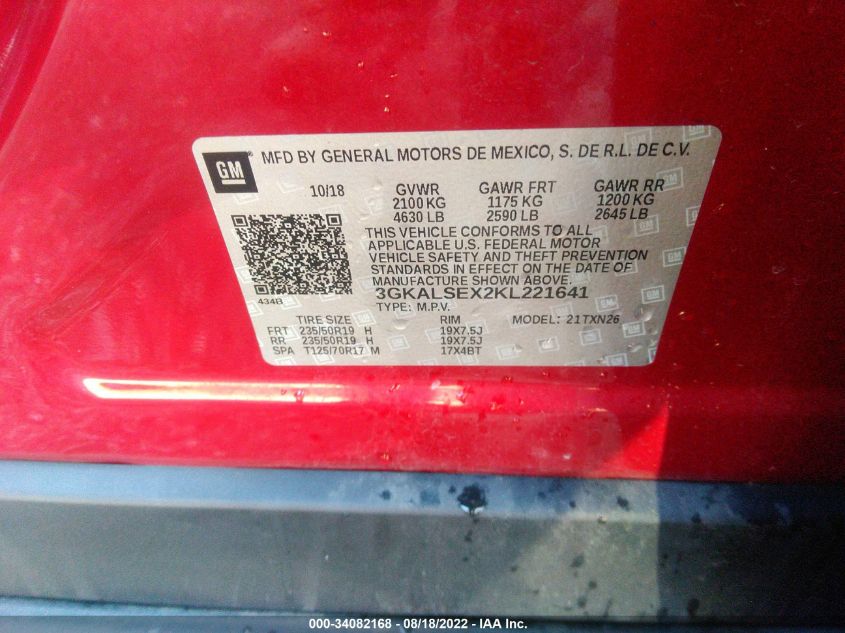 GM ® MFD BY GENERAL MOTORS DE MEXICO, S. DE R.L. DE C.V.
10/18 GVWR GAWR FRT GAWR RR
2100 KG 1175 KG 1200 KG
4630 LB 2590 LB 2645 LB
THIS VEHICLE CONFORMS TO ALL
APPLICABLE U.S. FEDERAL MOTOR
VEHICLE SAFETY AND THEFT PREVENTION
STANDARDS IN EFFECT ON THE DATE OF
MANUFACTURE SHOWN ABOVE.
434B 3GKALSEX2KL221641
TYPE: M.P.V.
TIRE SIZE RIM MODEL: 21TXN26
FRT 235/50R19 H 19X7.5J
RR 235/50R19 H 19X7.5J
SPA T125/70R17 M 17X4BT
000-34082168 - 08/18/2022 - IAA Inc.